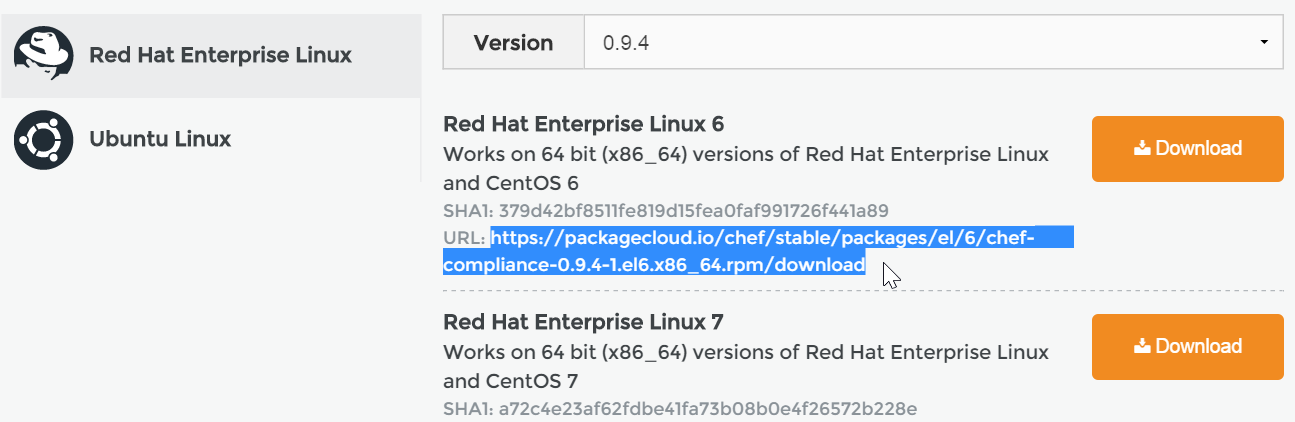 Red Hat Enterprise Linux
Ubuntu Linux
Version 0.9.4
Red Hat Enterprise Linux 6
Works on 64 bit (x86_64) versions of Red Hat Enterprise Linux
and CentOS 6
SHA1: 379d42bf8511fe819d15fea0faf991726f441a89
URL: https://packagecloud.io/chef/stable/packages/el/6/chef-
compliance-0.9.4-1.el6.x86_64.rpm/download
Download
Red Hat Enterprise Linux 7
Works on 64 bit (x86_64) versions of Red Hat Enterprise Linux
and CentOS 7
SHA1: a72c4e23af62fdbe41fa73b08b0e4f26572b228e
Download